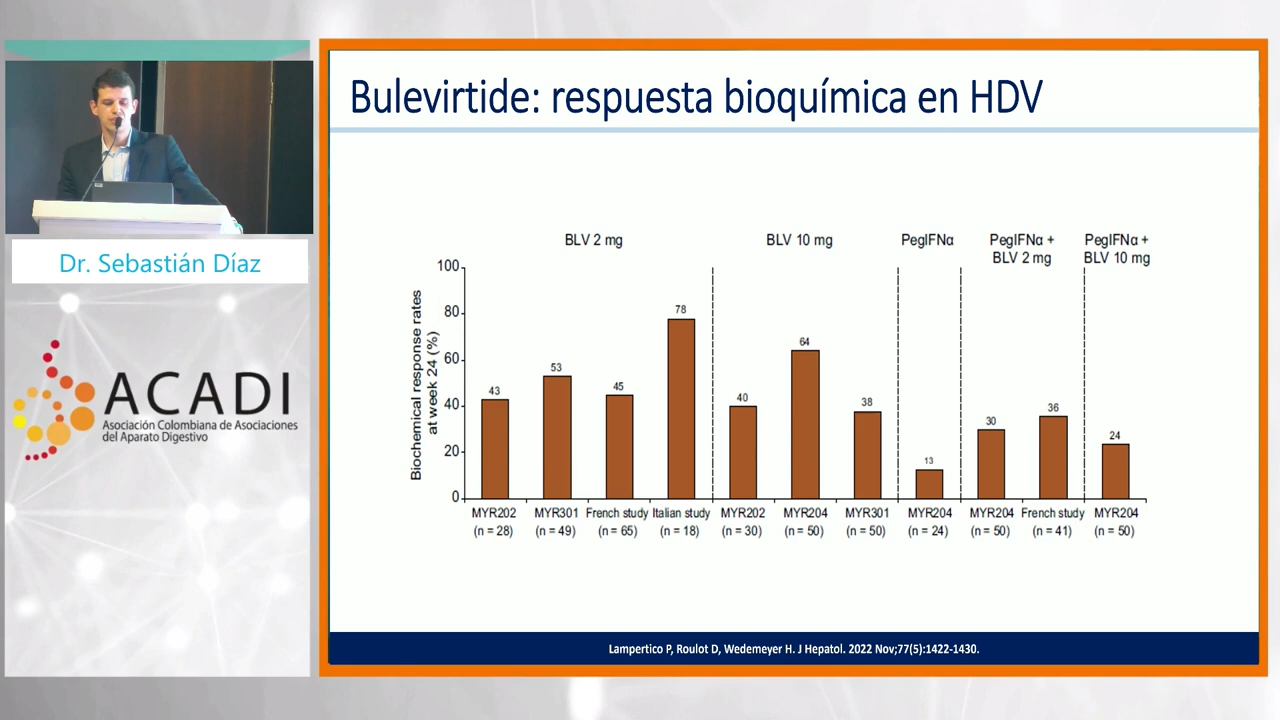 Bulevirtide: respuesta bioquímica en HDV
Dr. Sebastián Díaz
ACADI
Asociación Colombiana de Asociaciones
del Aparato Digestivo
BLV 2 mg
BLV 10 mg
PegIFNα
PegIFNα +
BLV 2 mg
PegIFNα +
BLV 10 mg
Biochemical response rates
at week 24 (%)
100
80
60
40
20
0
43
53
45
78
40
64
38
13
30
36
24
MYR202
(n = 28)
MYR301
(n = 49)
French study
(n = 65)
Italian study
(n = 18)
MYR202
(n = 30)
MYR204
(n = 50)
MYR301
(n = 50)
MYR204
(n = 24)
MYR204
(n = 50)
French study
(n = 41)
MYR204
(n = 50)
Lampertico P, Roulot D, Wedemeyer H. J Hepatol. 2022 Nov;77(5):1422-1430.